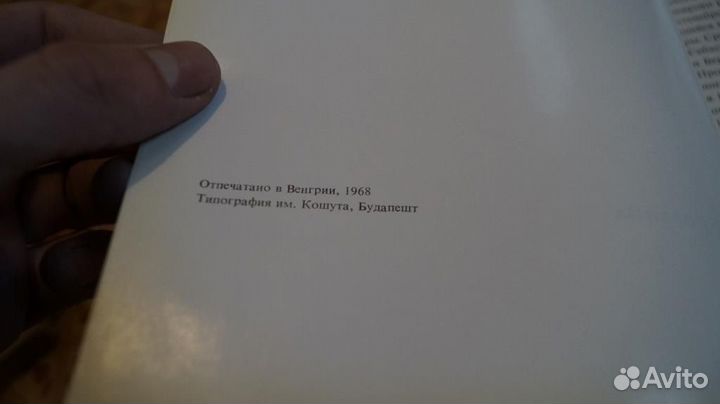 Отпечатано в Венгрии, 1968
Типография им. Кошута, Будапешт
Avito